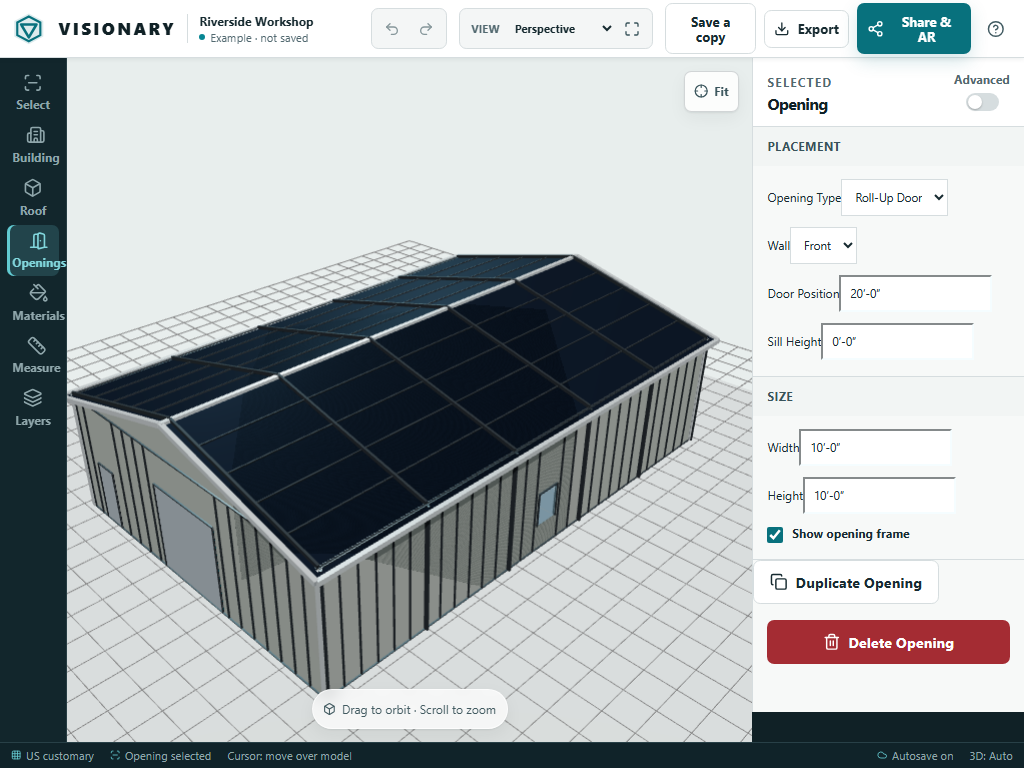 VISIONARY
Riverside Workshop
Example · not saved
VIEW Perspective
Save a
copy
Export
Share &
AR
Select
Building
Roof
Openings
Materials
Measure
Layers
Fit
Drag to orbit · Scroll to zoom
SELECTED
Opening
Advanced
PLACEMENT
Opening Type Roll-Up Door
Wall Front
Door Position 20'-0"
Sill Height 0'-0"
SIZE
Width 10'-0"
Height 10'-0"
Show opening frame
Duplicate Opening
Delete Opening
US customary Opening selected Cursor: move over model Autosave on 3D: Auto